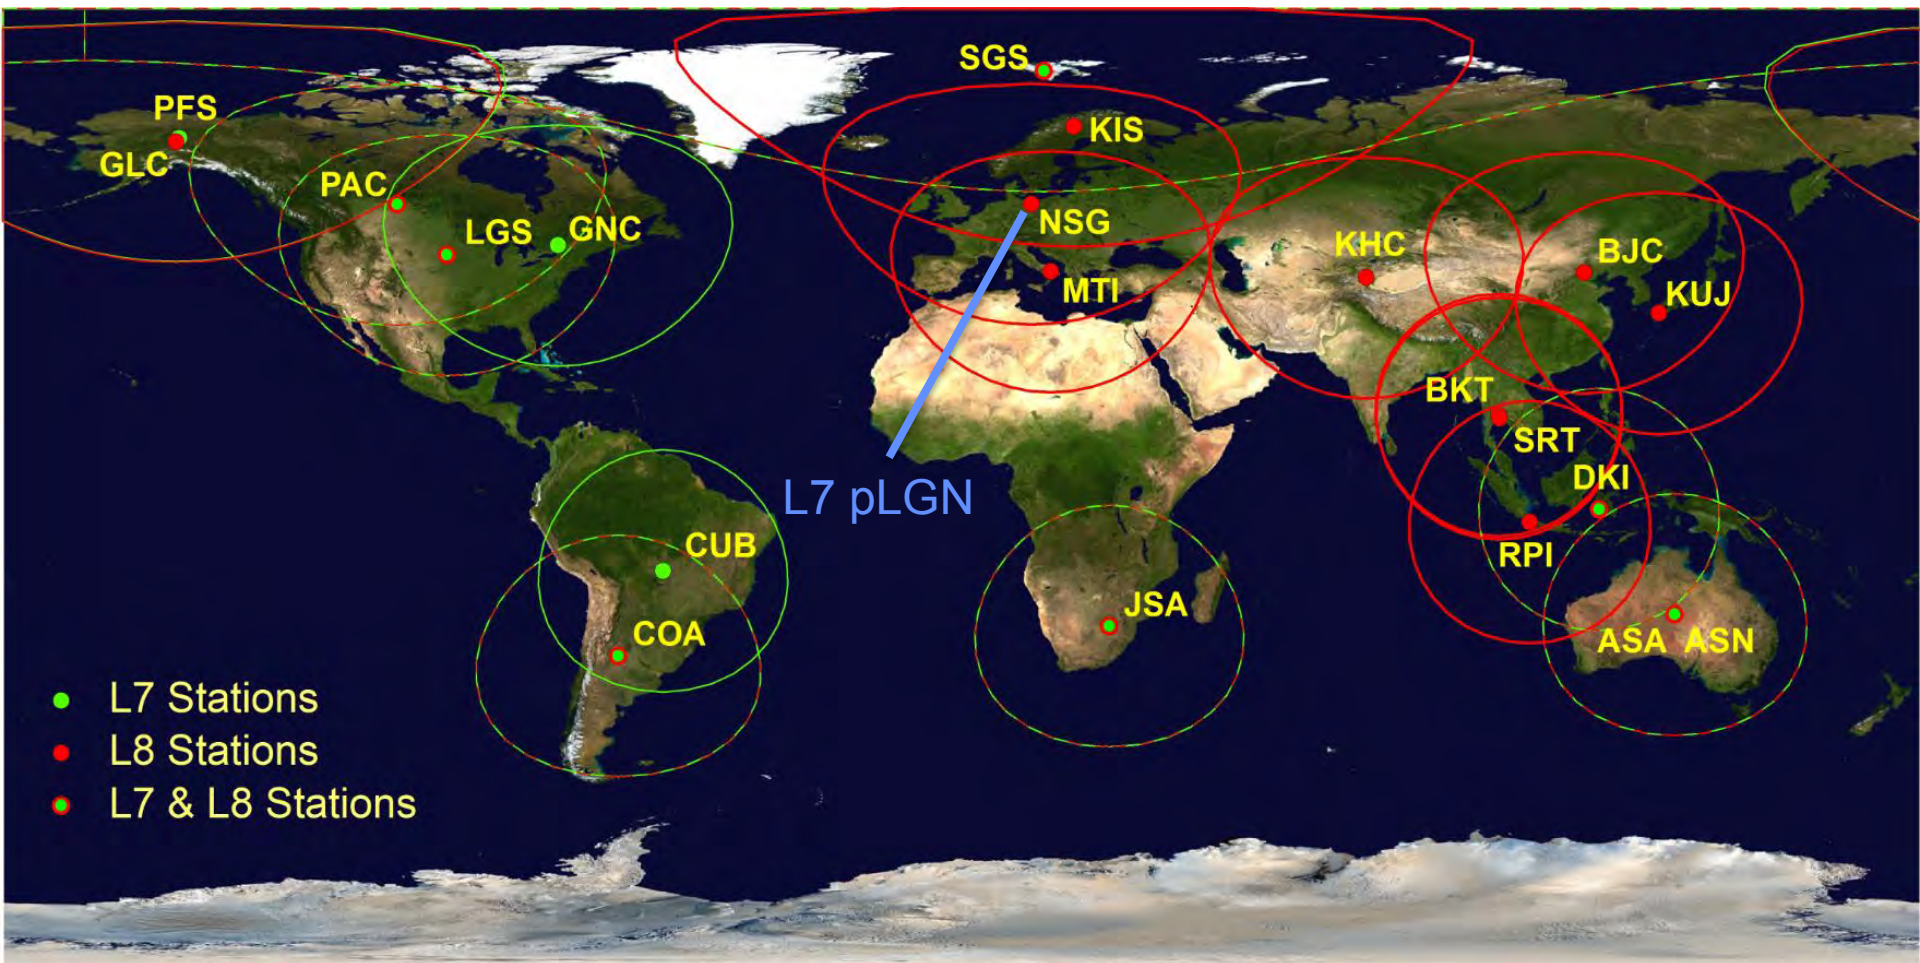 SGS
PFS
KIS
GLC
PAC
NSG
LGS
GNC
KHC
BJC
MTI
KUJ
BKT
SRT
DKI
L7 pLGN
CUB
RPI
JSA
COA
ASA
ASN
L7 Stations
L8 Stations
L7 & L8 Stations